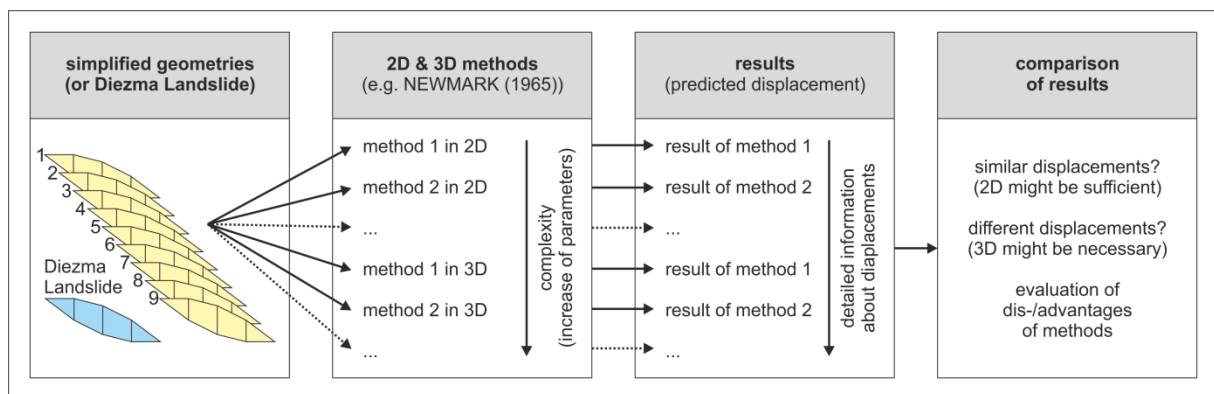 simplified geometries
(or Diezma Landslide)
1
2
3
4
5
6
7
8
9
Diezma
Landslide
2D & 3D methods
(e.g. NEWMARK (1965))
method 1 in 2D
method 2 in 2D
...
method 1 in 3D
method 2 in 3D
...
complexity
(increase of parameters)
results
(predicted displacement)
result of method 1
result of method 2
...
result of method 1
result of method 2
...
detailed information
about diaplacements
comparison
of results
similar displacements?
(2D might be sufficient)
different displacements?
(3D might be necessary)
evaluation of
dis-/advantages
of methods